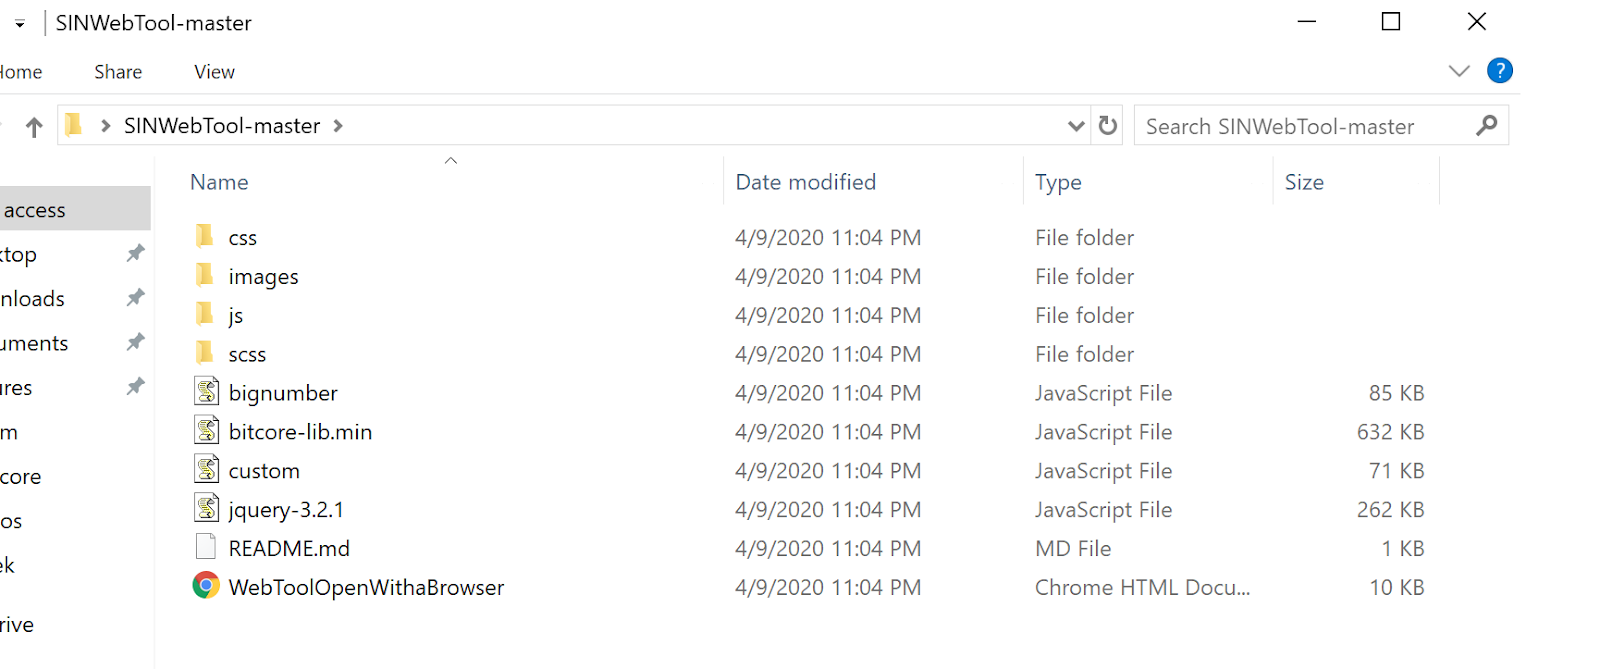 SINWebTool-master
Home Share View
?
SINWebTool-master
Search SINWebTool-master
Name Date modified Type Size
access
ktop
nloads
uments
ures
m
core
os
ek
rive
css 4/9/2020 11:04 PM File folder
images 4/9/2020 11:04 PM File folder
js 4/9/2020 11:04 PM File folder
scss 4/9/2020 11:04 PM File folder
bignumber 4/9/2020 11:04 PM JavaScript File 85 KB
bitcore-lib.min 4/9/2020 11:04 PM JavaScript File 632 KB
custom 4/9/2020 11:04 PM JavaScript File 71 KB
jquery-3.2.1 4/9/2020 11:04 PM JavaScript File 262 KB
README.md 4/9/2020 11:04 PM MD File 1 KB
WebToolOpenWithaBrowser 4/9/2020 11:04 PM Chrome HTML Docu... 10 KB